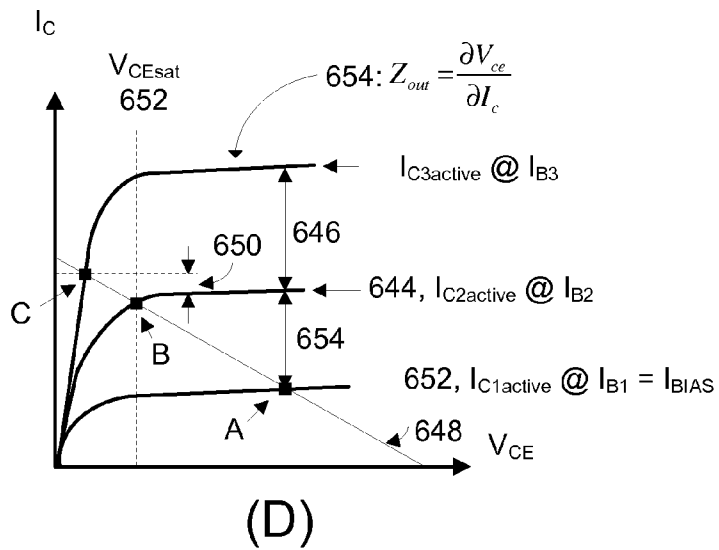 I_C
V_CEsat
652
654: Z_out = ∂V_ce / ∂I_c
I_C3active @ I_B3
646
650
C
B
644, I_C2active @ I_B2
654
A
652, I_C1active @ I_B1 = I_BIAS
648
V_CE
(D)